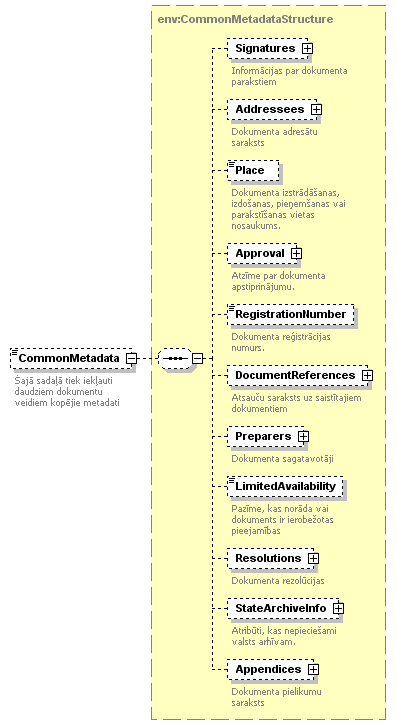 env:CommonMetadataStructure
Signatures
Informācijas par dokumenta
parakstiem
Addressees
Dokumenta adresātu
saraksts
Place
Dokumenta izstrādāšanas,
izdošanas, pieņemšanas vai
parakstīšanas vietas
nosaukums.
Approval
Atzīme par dokumenta
apstiprinājumu.
RegistrationNumber
Dokumenta reģistrācijas
numurs.
CommonMetadata
Šajā sadaļā tiek iekļauti
daudziem dokumentu
veidiem kopējie metadati
DocumentReferences
Atsauču saraksts uz saistītajiem
dokumentiem
Preparers
Dokumenta sagatavotāji
LimitedAvailability
Pazīme, kas norāda vai
dokuments ir ierobežotas
pieejamības
Resolutions
Dokumenta rezolūcijas
StateArchiveInfo
Atribūti, kas nepieciešami
valsts arhīvam.
Appendices
Dokumenta pielikumu
saraksts